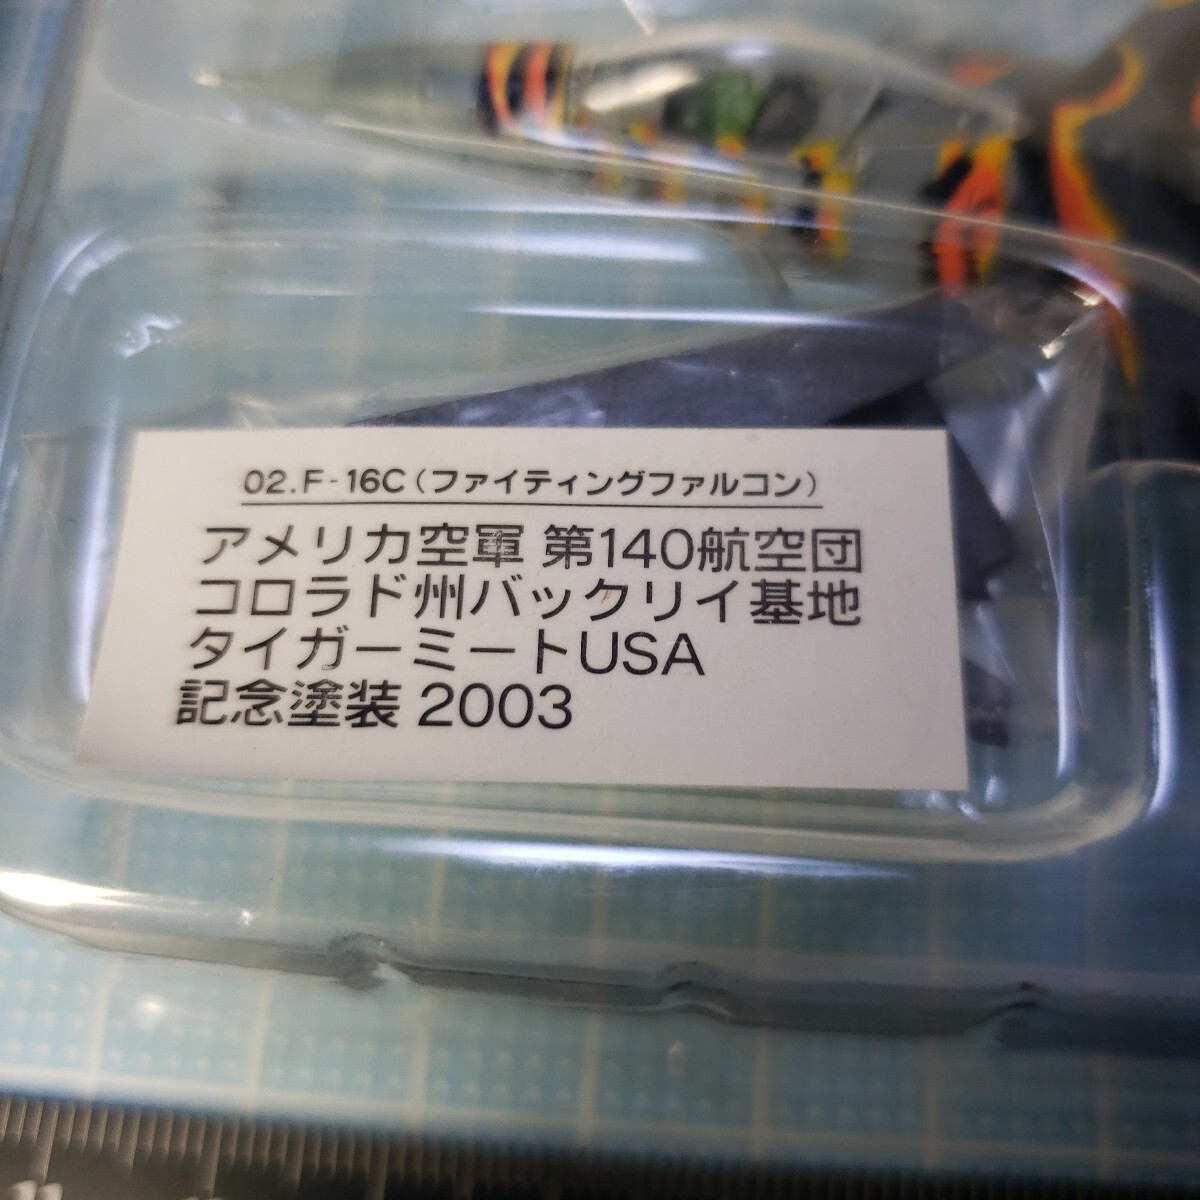 02.F-16C(ファイティングファルコン)
アメリカ空軍 第140航空団
コロラド州バックリイ基地
タイガーミートUSA
記念塗装 2003